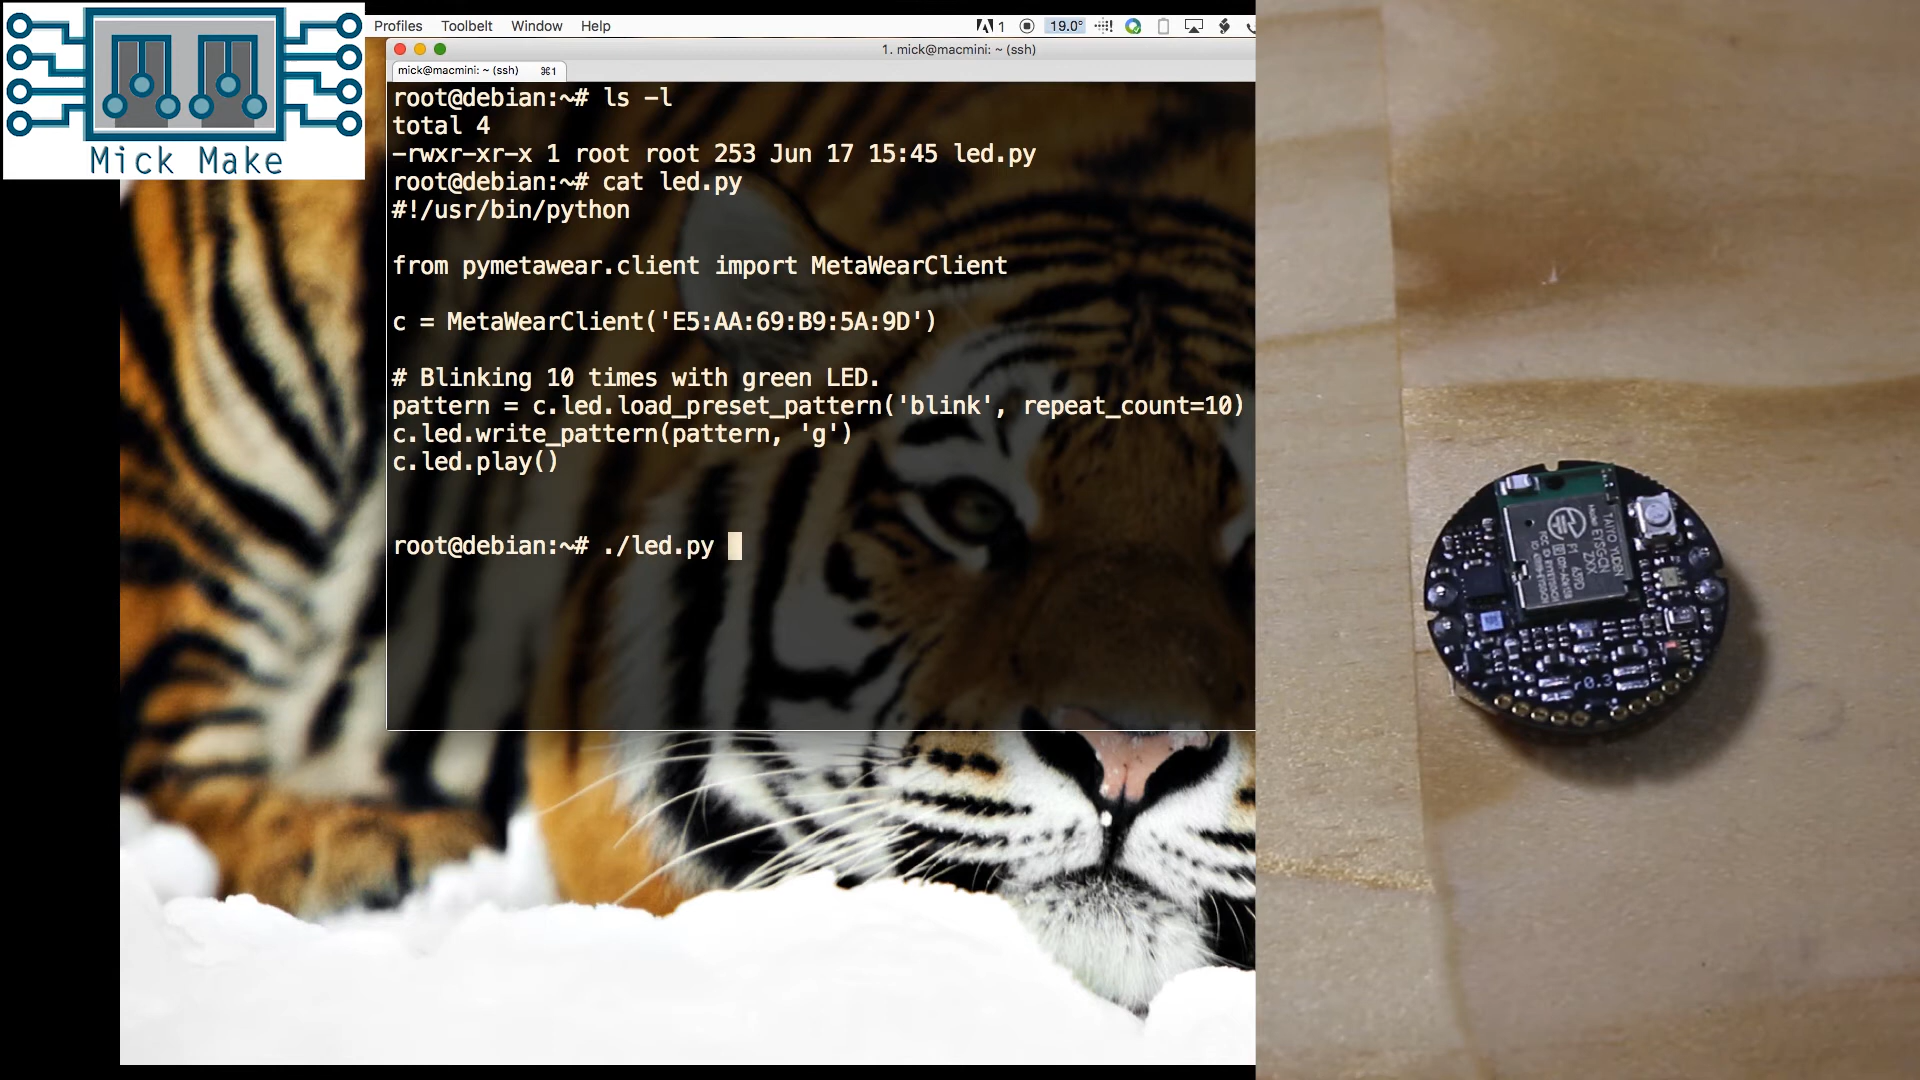 Mick Make
Profiles Toolbelt Window Help
1 19.0°
1. mick@macmini: ~ (ssh)
mick@macmini: ~ (ssh) ⌘1
root@debian:~# ls -l
total 4
-rwxr-xr-x 1 root root 253 Jun 17 15:45 led.py
root@debian:~# cat led.py
#!/usr/bin/python
from pymetawear.client import MetaWearClient
c = MetaWearClient('E5:AA:69:B9:5A:9D')
# Blinking 10 times with green LED.
pattern = c.led.load_preset_pattern('blink', repeat_count=10)
c.led.write_pattern(pattern, 'g')
c.led.play()
root@debian:~# ./led.py
TAIYO YUDEN
r0.3